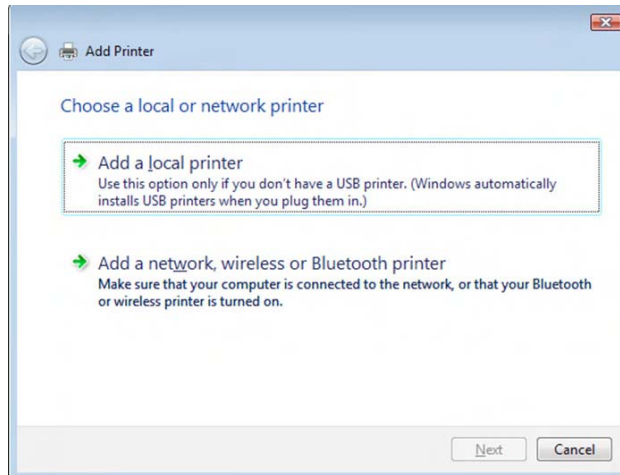 Add Printer
Choose a local or network printer
Add a local printer
Use this option only if you don't have a USB printer. (Windows automatically
installs USB printers when you plug them in.)
Add a network, wireless or Bluetooth printer
Make sure that your computer is connected to the network, or that your Bluetooth
or wireless printer is turned on.
Next
Cancel